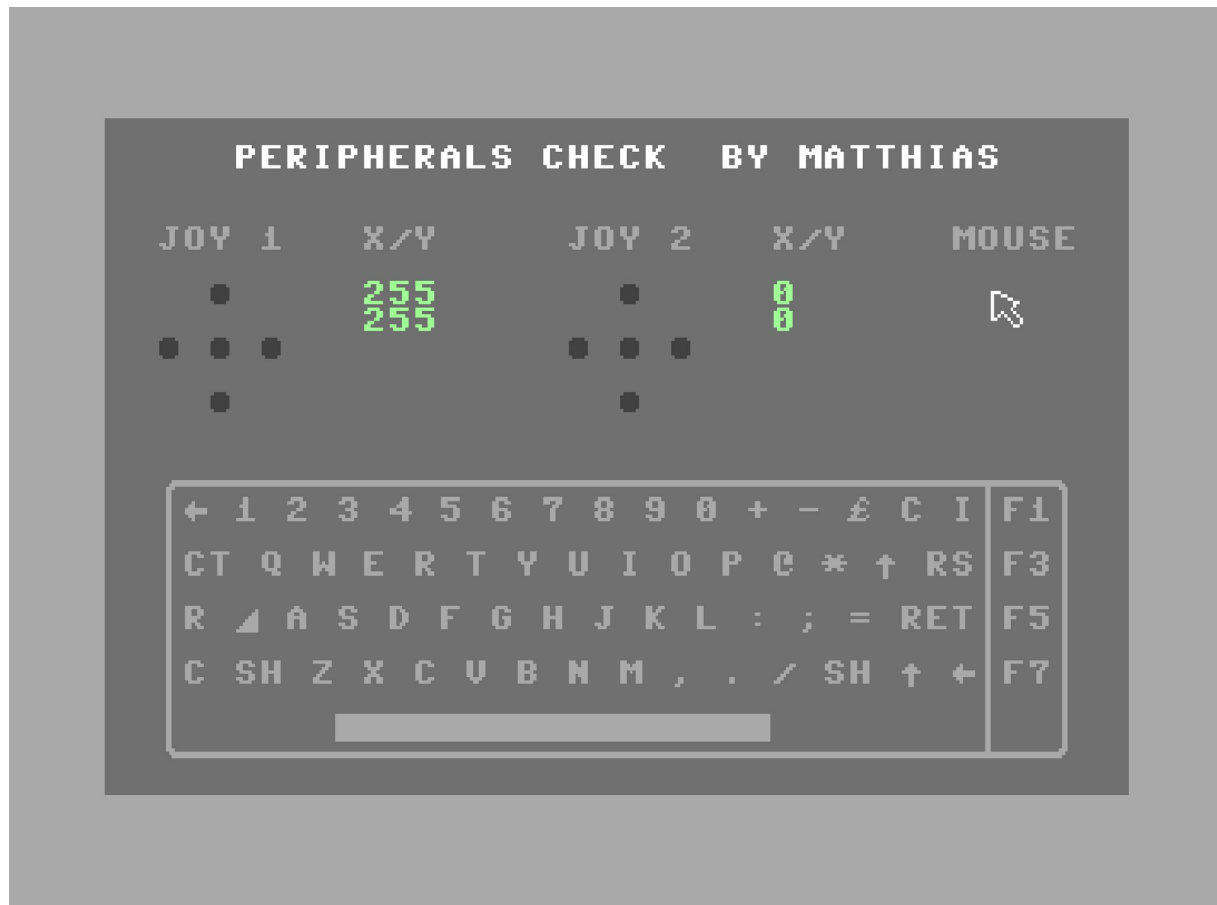 PERIPHERALS CHECK  BY MATTHIAS
JOY 1 X/Y JOY 2 X/Y MOUSE
255 0
255 0
← 1 2 3 4 5 6 7 8 9 0 + - £ C I F1
CT Q W E R T Y U I O P @ * ↑ RS F3
R ◢ A S D F G H J K L : ; = RET F5
C SH Z X C V B N M , . / SH ↑ ← F7